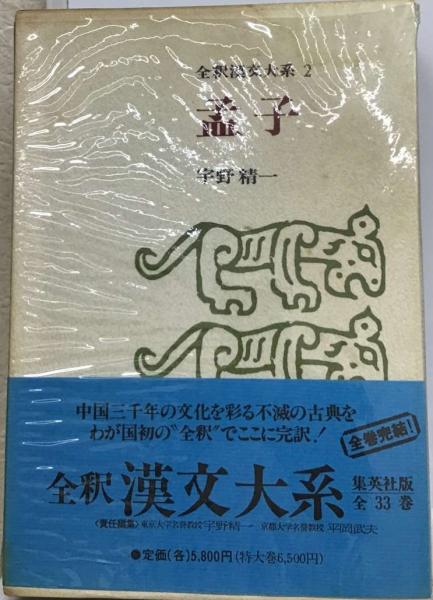 全釈漢文大系 2
孟子
宇野精一
中国三千年の文化を彩る不滅の古典を
わが国初の"全釈"でここに完訳!
全巻完結!
全釈 漢文大系 集英社版 全33巻
〈責任編集〉東京大学名誉教授 宇野精一 京都大学名誉教授 平岡武夫
●定価(各)5,800円(特大巻6,500円)